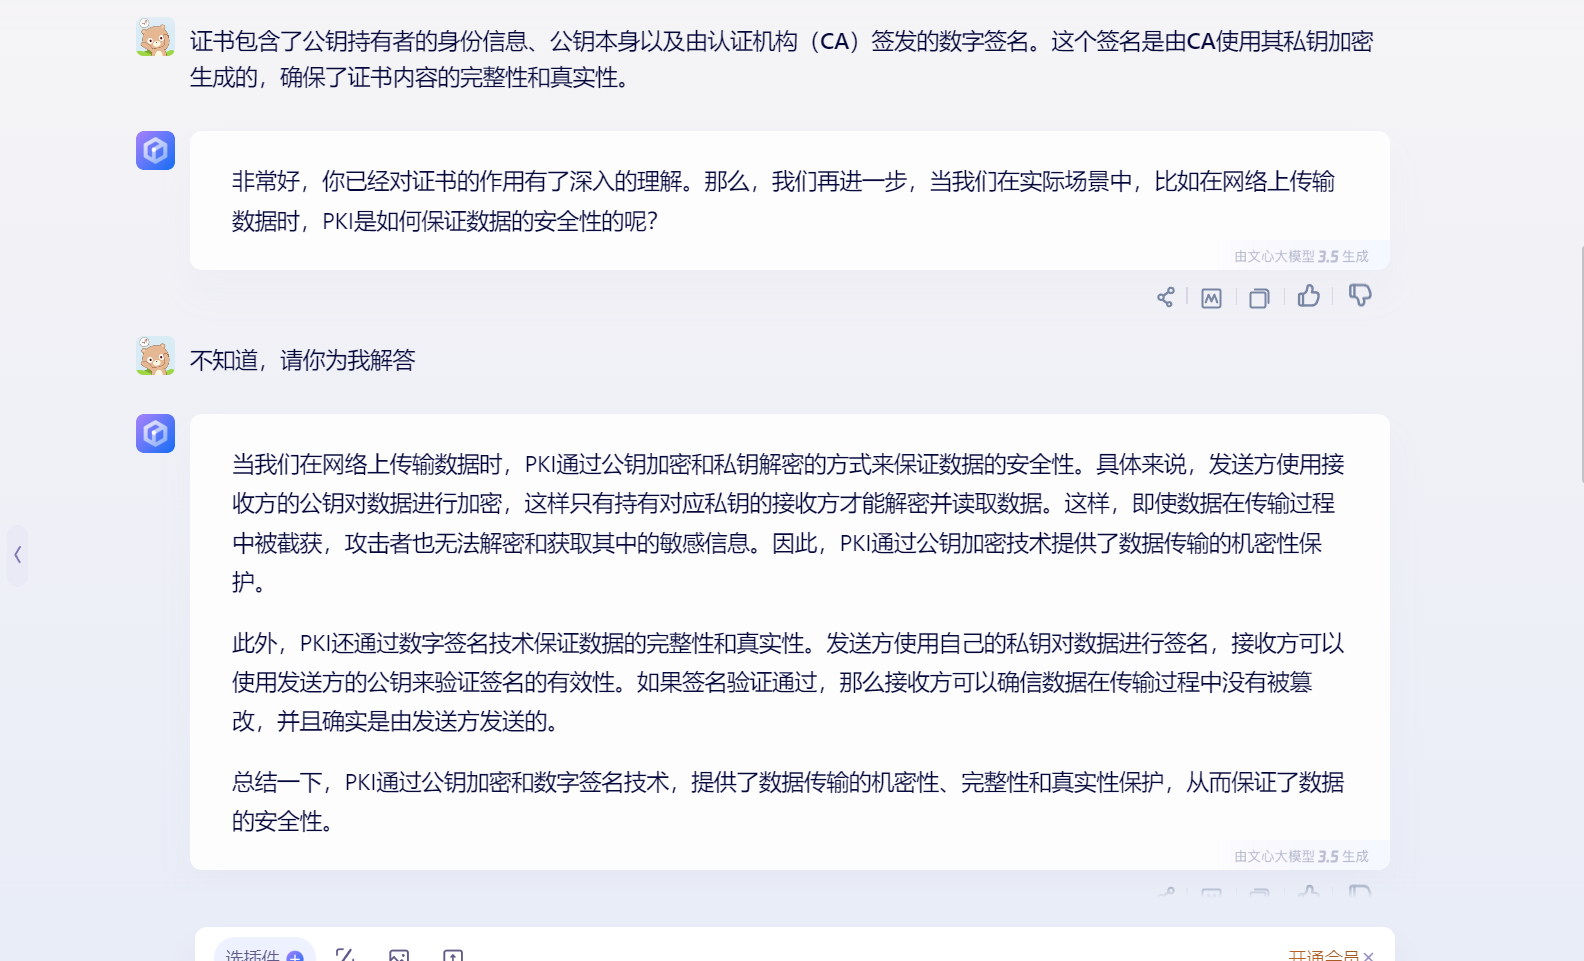 证书包含了公钥持有者的身份信息、公钥本身以及由认证机构（CA）签发的数字签名。这个签名是由CA使用其私钥加密
生成的，确保了证书内容的完整性和真实性。
非常好，你已经对证书的作用有了深入的理解。那么，我们再进一步，当我们在实际场景中，比如在网络上传输
数据时，PKI是如何保证数据的安全性的呢？
由文心大模型 3.5 生成
不知道，请你为我解答
当我们在网络上传输数据时，PKI通过公钥加密和私钥解密的方式来保证数据的安全性。具体来说，发送方使用接
收方的公钥对数据进行加密，这样只有持有对应私钥的接收方才能解密并读取数据。这样，即使数据在传输过程
中被截获，攻击者也无法解密和获取其中的敏感信息。因此，PKI通过公钥加密技术提供了数据传输的机密性保
护。
此外，PKI还通过数字签名技术保证数据的完整性和真实性。发送方使用自己的私钥对数据进行签名，接收方可以
使用发送方的公钥来验证签名的有效性。如果签名验证通过，那么接收方可以确信数据在传输过程中没有被篡
改，并且确实是由发送方发送的。
总结一下，PKI通过公钥加密和数字签名技术，提供了数据传输的机密性、完整性和真实性保护，从而保证了数据
的安全性。
由文心大模型 3.5 生成
选插件
开通会员